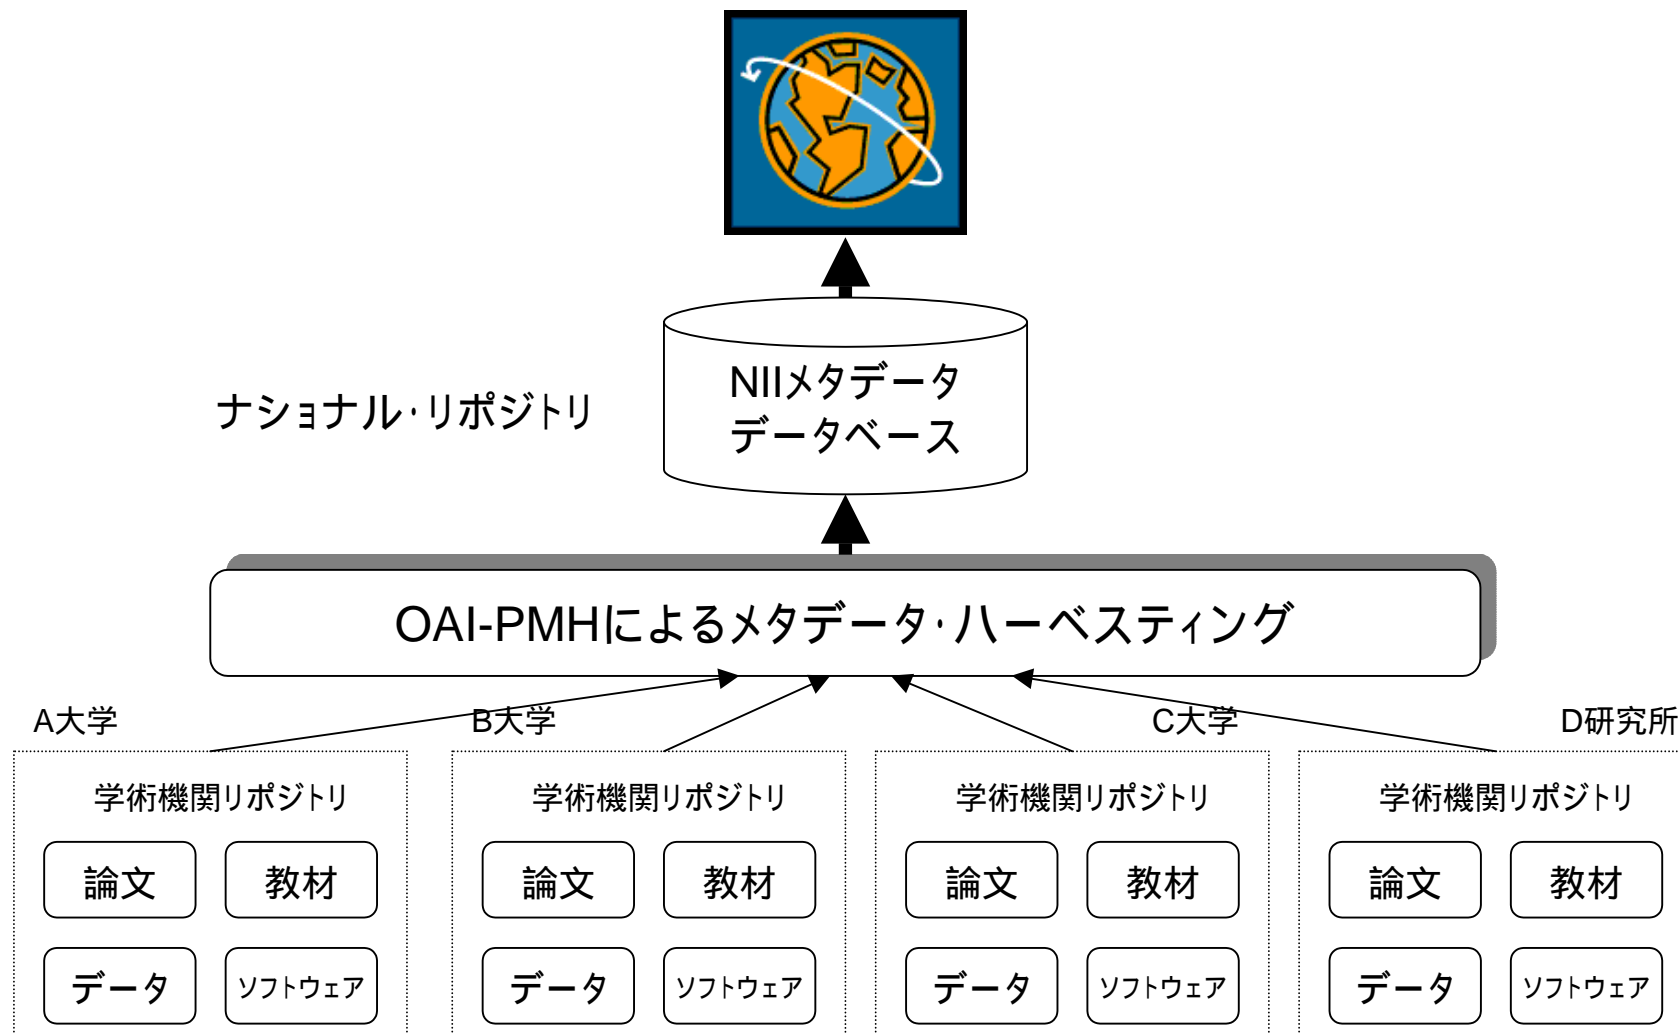 NIIメタデータ
データベース
ナショナル・リポジトリ
OAI-PMHによるメタデータ・ハーベスティング
A大学
B大学
C大学
D研究所
学術機関リポジトリ
論文
教材
データ
ソフトウェア
学術機関リポジトリ
論文
教材
データ
ソフトウェア
学術機関リポジトリ
論文
教材
データ
ソフトウェア
学術機関リポジトリ
論文
教材
データ
ソフトウェア